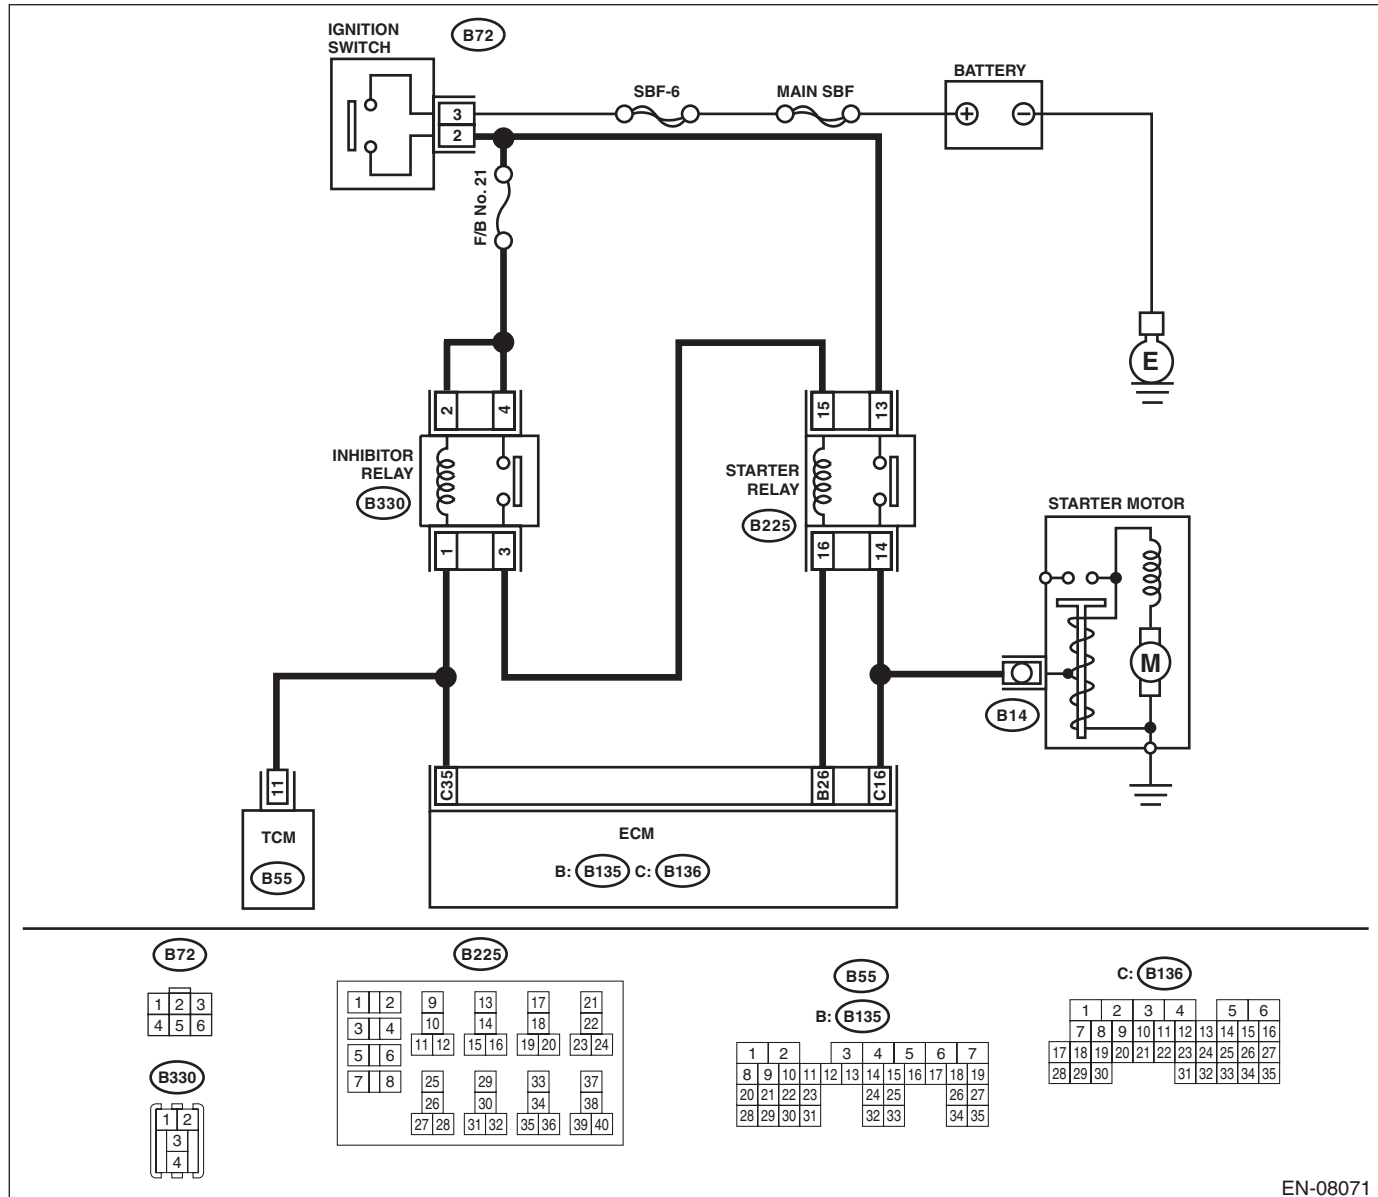 IGNITION
SWITCH
B72
3
2
SBF-6
MAIN SBF
BATTERY
+
−
F/B No. 21
E
2
4
15
13
INHIBITOR
RELAY
B330
STARTER
RELAY
B225
1
3
16
14
STARTER MOTOR
M
B14
11
C35
B26
C16
TCM
B55
ECM
B: B135 C: B136
B72
1 2 3
4 5 6
B330
1 2
3
4
B225
1 2 9 13 17 21
3 4 10 14 18 22
11 12 15 16 19 20 23 24
5 6
7 8 25 29 33 37
26 30 34 38
27 28 31 32 35 36 39 40
B55
B: B135
1 2 3 4 5 6 7
8 9 10 11 12 13 14 15 16 17 18 19
20 21 22 23 24 25 26 27
28 29 30 31 32 33 34 35
C: B136
1 2 3 4 5 6
7 8 9 10 11 12 13 14 15 16
17 18 19 20 21 22 23 24 25 26 27
28 29 30 31 32 33 34 35
EN-08071